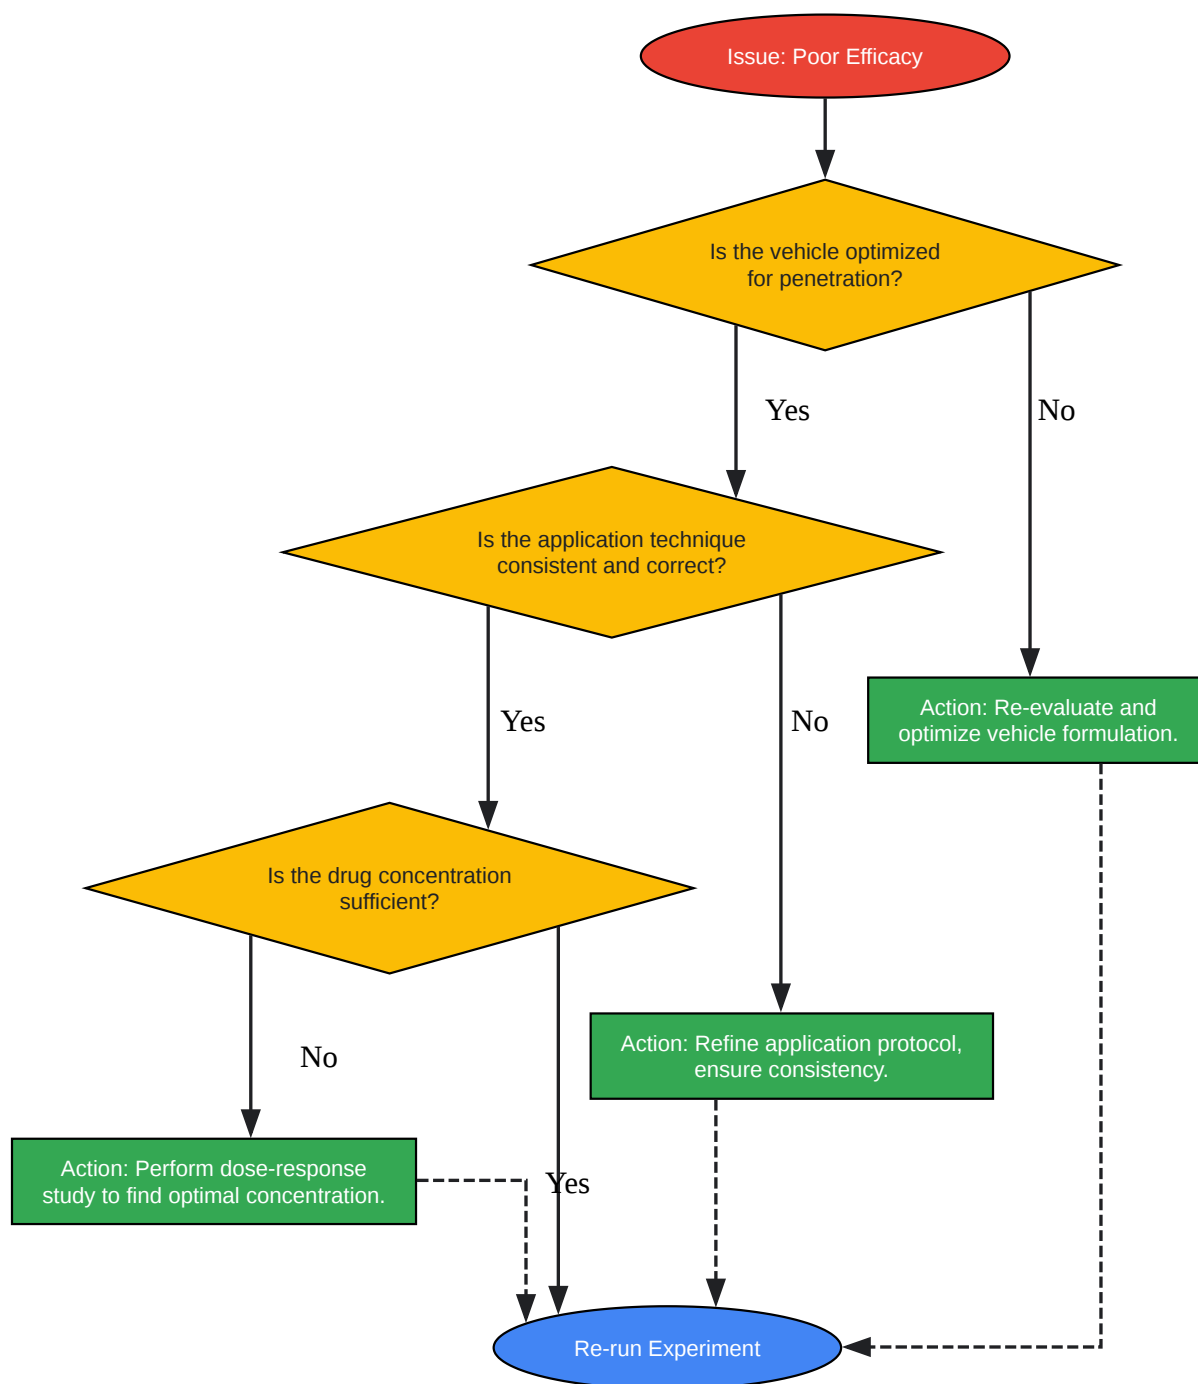 Issue: Poor Efficacy
Is the vehicle optimized
for penetration?
Yes
No
Is the application technique
consistent and correct?
Yes
No
Action: Re-evaluate and
optimize vehicle formulation.
Is the drug concentration
sufficient?
No
Action: Refine application protocol,
ensure consistency.
Action: Perform dose-response
study to find optimal concentration.
Yes
Re-run Experiment